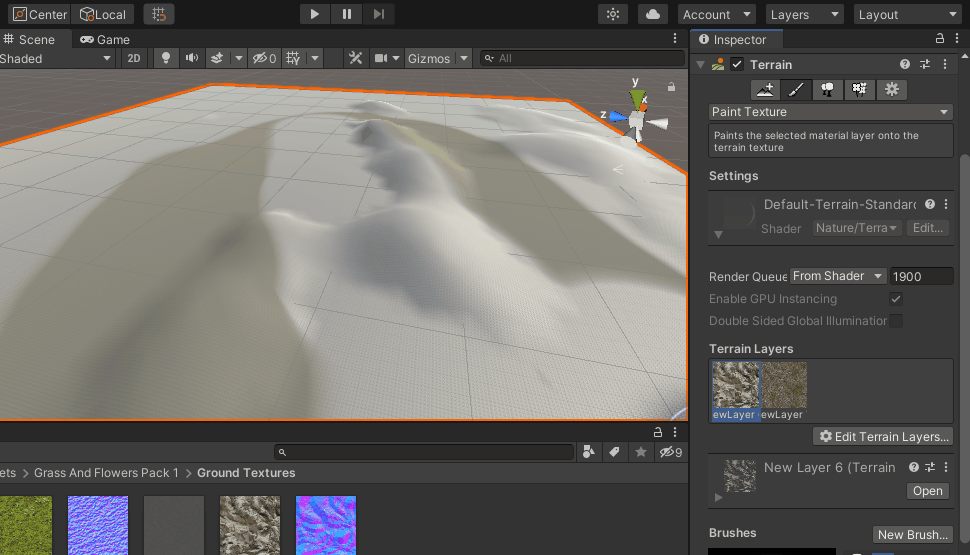 Center Local Account Layers Layout
Scene Game
Shaded 2D 0 Gizmos All
y
x
z
Inspector
Terrain
Paint Texture
Paints the selected material layer onto the
terrain texture
Settings
Default-Terrain-Standard
Shader Nature/Terra Edit...
Render Queue From Shader 1900
Enable GPU Instancing
Double Sided Global Illumination
Terrain Layers
ewLayer ewLayer
Edit Terrain Layers...
New Layer 6 (Terrain
Open
Brushes New Brush...
9
ets > Grass And Flowers Pack 1 > Ground Textures